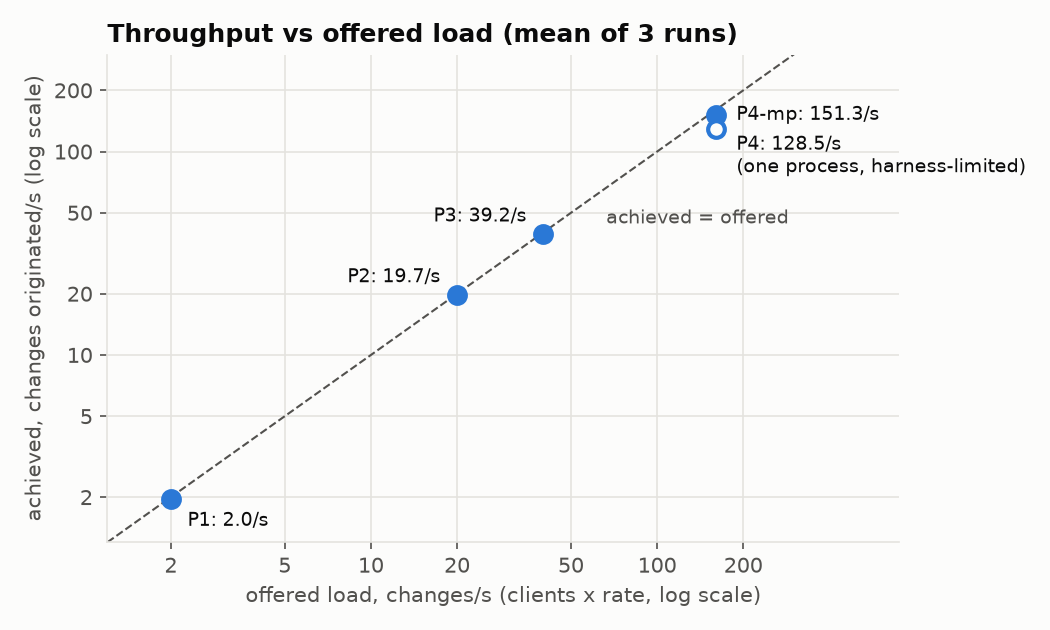 Throughput vs offered load (mean of 3 runs)
achieved, changes originated/s (log scale)
200
100
50
20
10
5
2
P4-mp: 151.3/s
P4: 128.5/s
(one process, harness-limited)
P3: 39.2/s
achieved = offered
P2: 19.7/s
P1: 2.0/s
2 5 10 20 50 100 200
offered load, changes/s (clients x rate, log scale)